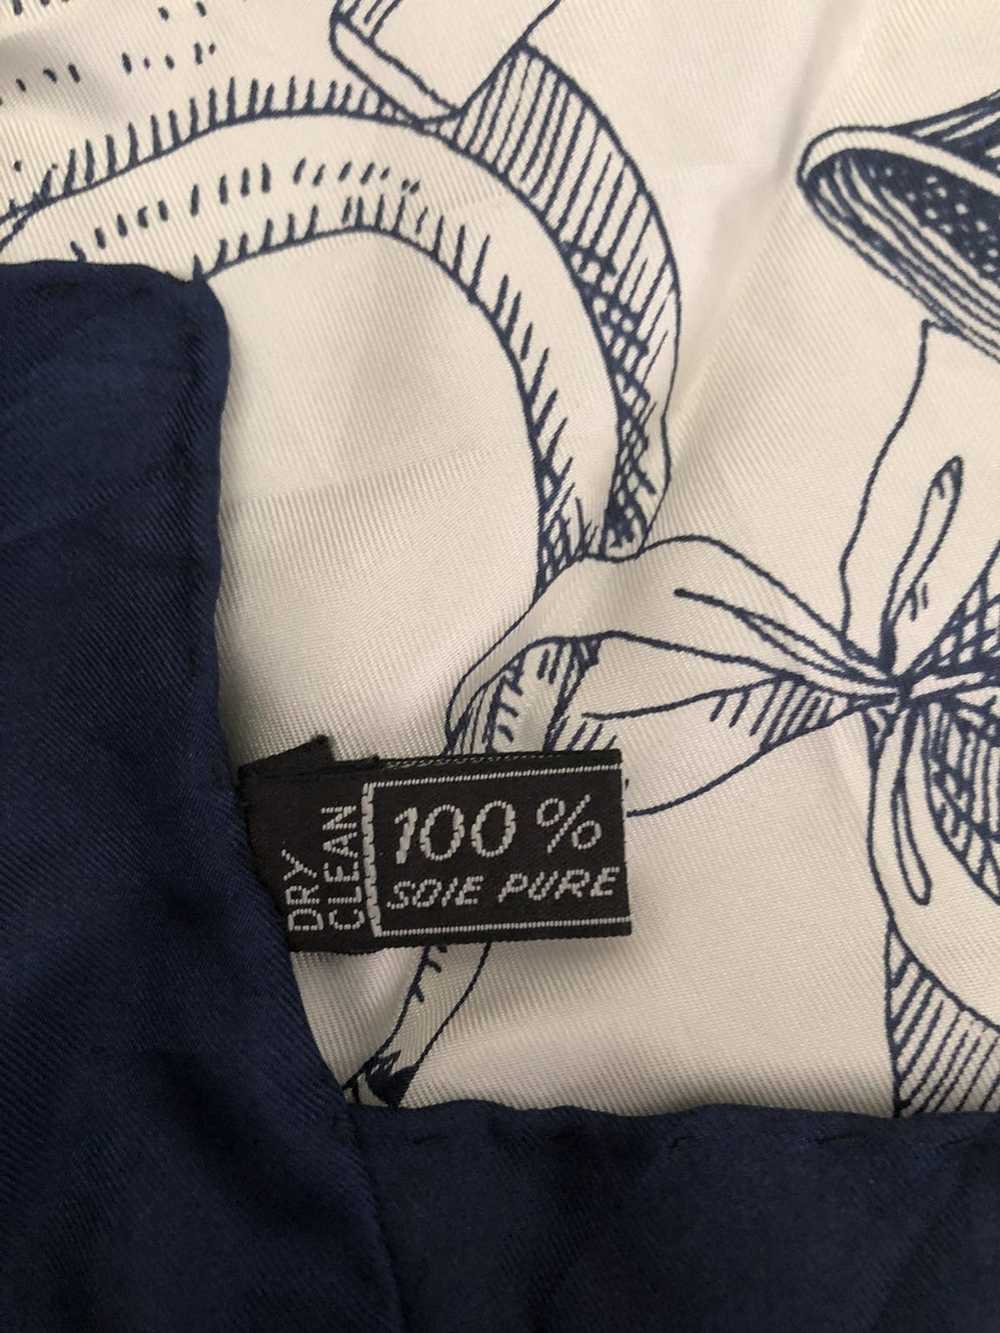 DRY
CLEAN
100 %
SOIE PURE